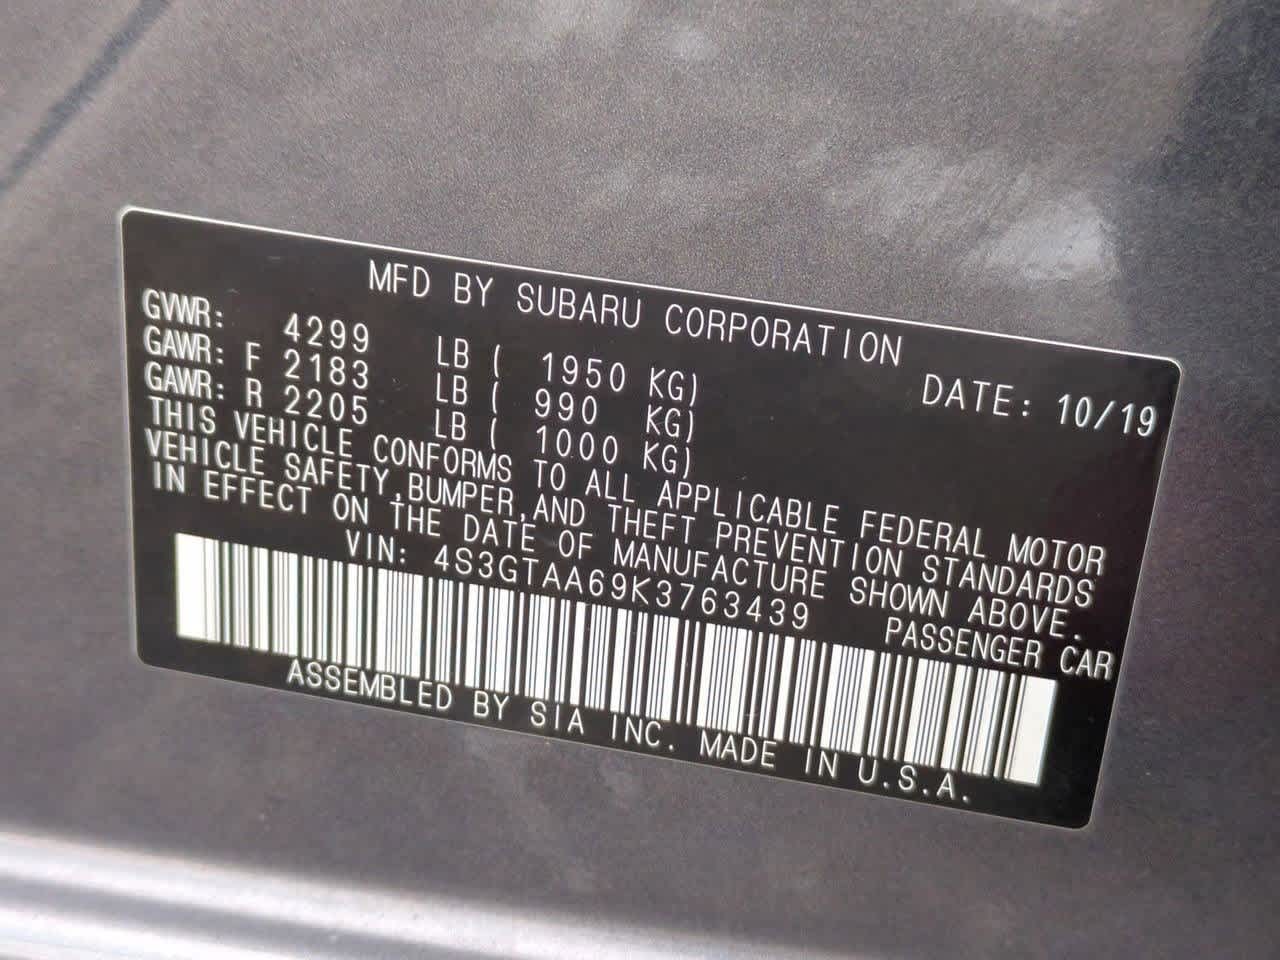 MFD BY SUBARU CORPORATION
GVWR: 4299 LB ( 1950 KG) DATE: 10/19
GAWR: F 2183 LB ( 990 KG)
GAWR: R 2205 LB ( 1000 KG)
THIS VEHICLE CONFORMS TO ALL APPLICABLE FEDERAL MOTOR
VEHICLE SAFETY,BUMPER,AND THEFT PREVENTION STANDARDS
IN EFFECT ON THE DATE OF MANUFACTURE SHOWN ABOVE.
VIN: 4S3GTAA69K3763439 PASSENGER CAR
ASSEMBLED BY SIA INC. MADE IN U.S.A.